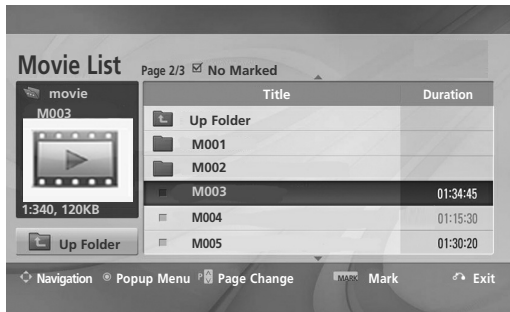 Movie List Page 2/3 No Marked
movie
M003
1:340, 120KB
Up Folder
Title Duration
Up Folder
M001
M002
M003 01:34:45
M004 01:15:30
M005 01:30:20
Navigation Popup Menu P Page Change MARK Mark Exit